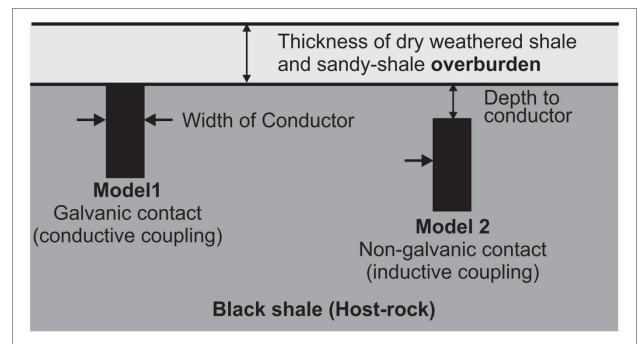 Thickness of dry weathered shale
and sandy-shale overburden
Depth to
conductor
Width of Conductor
Model1
Galvanic contact
(conductive coupling)
Model 2
Non-galvanic contact
(inductive coupling)
Black shale (Host-rock)